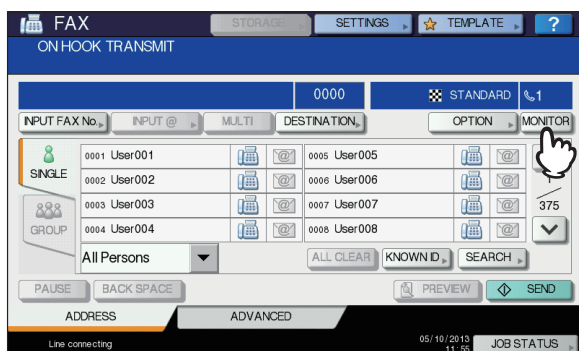 FAX STORAGE SETTINGS TEMPLATE ?
ON HOOK TRANSMIT
0000 STANDARD 1
INPUT FAX No. INPUT @ MULTI DESTINATION OPTION MONITOR
SINGLE
0001 User001 0005 User005
0002 User002 0006 User006
0003 User003 0007 User007
0004 User004 0008 User008
GROUP
375
All Persons ALL CLEAR KNOWN ID SEARCH
PAUSE BACK SPACE PREVIEW SEND
ADDRESS ADVANCED
Line connecting 05/10/2013
11:55 JOB STATUS